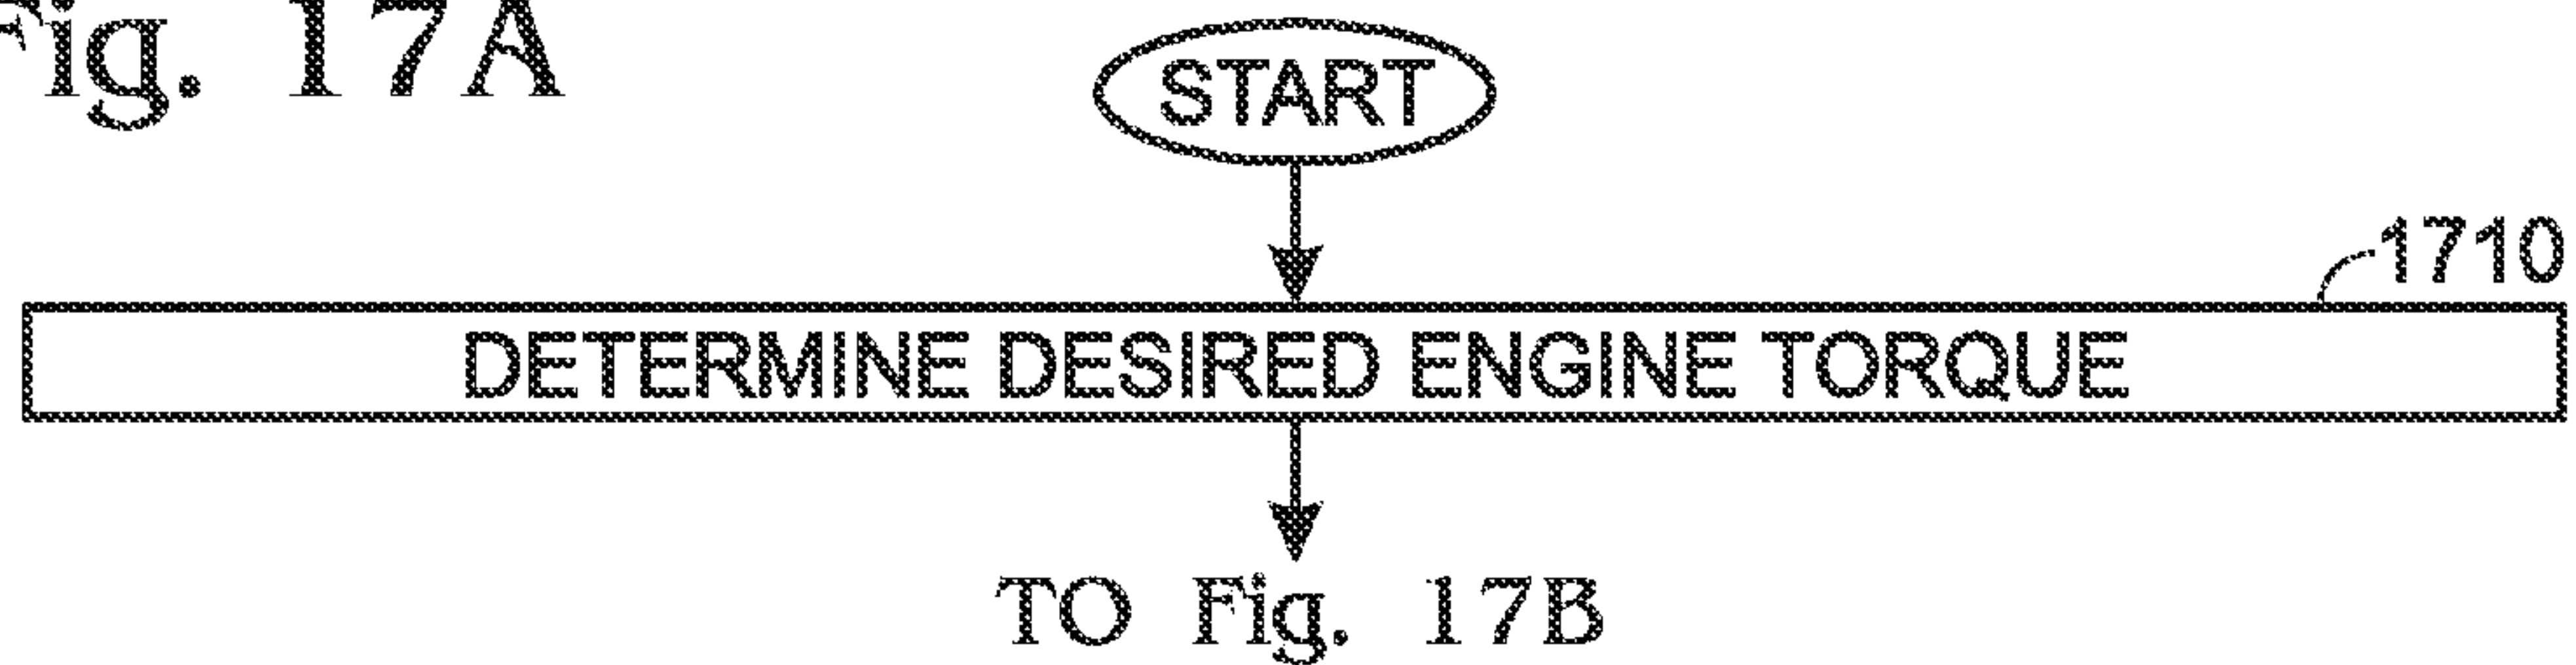 Fig. 17A
START
1710
DETERMINE DESIRED ENGINE TORQUE
TO Fig. 17B